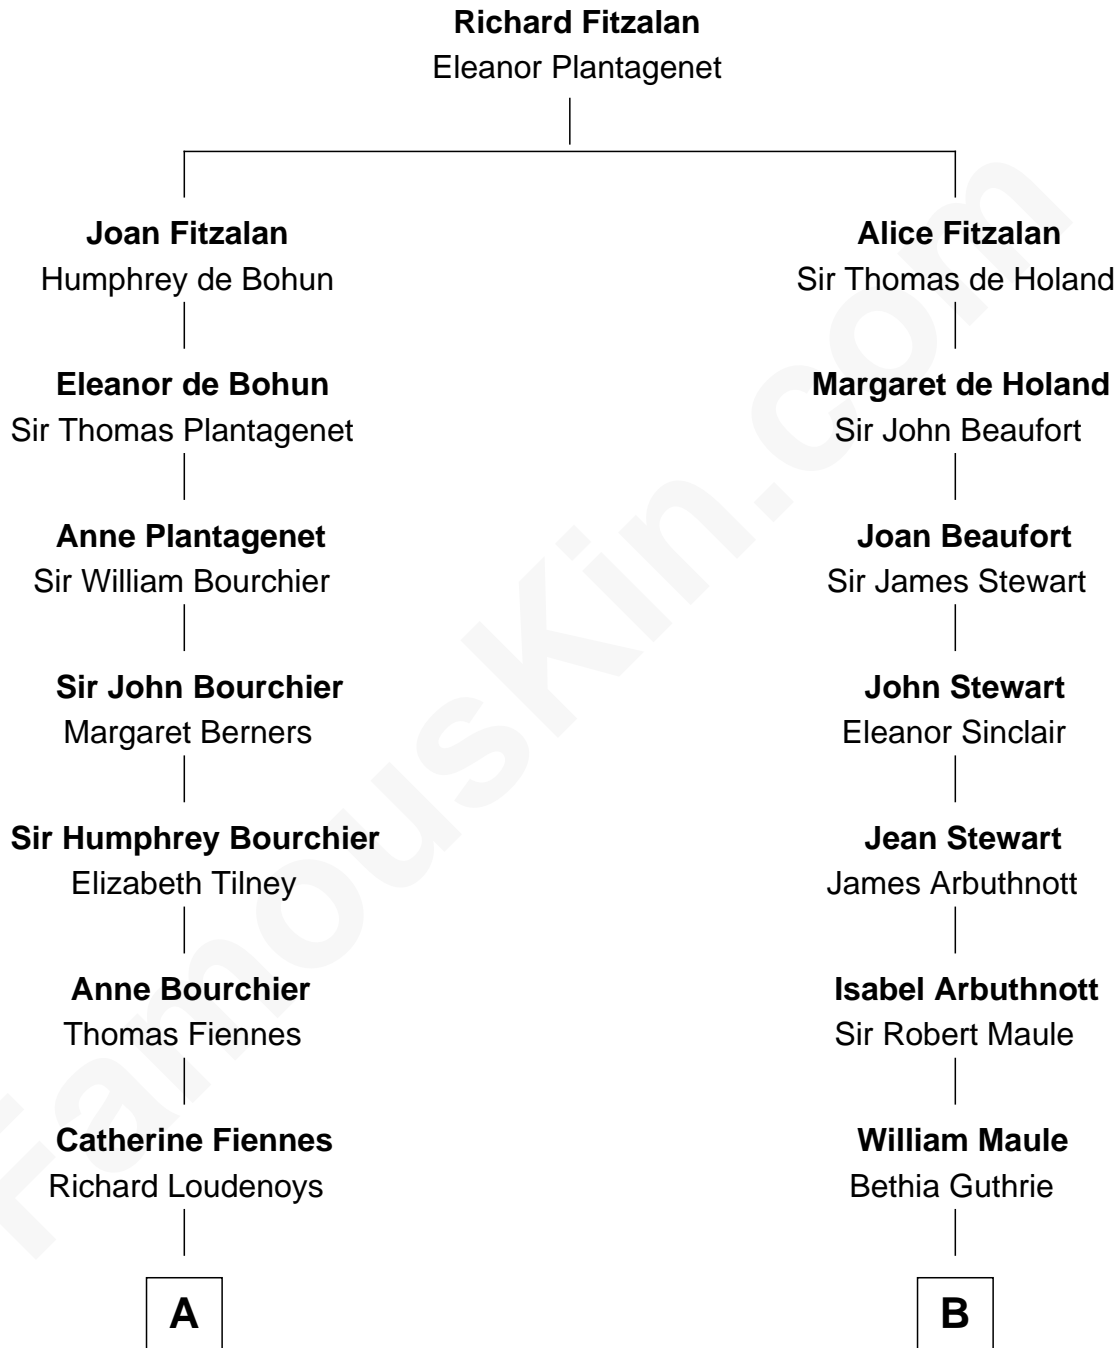 Richard Fitzalan
Eleanor Plantagenet
Joan Fitzalan
Humphrey de Bohun
Alice Fitzalan
Sir Thomas de Holand
Eleanor de Bohun
Sir Thomas Plantagenet
Margaret de Holand
Sir John Beaufort
Anne Plantagenet
Sir William Bourchier
Joan Beaufort
Sir James Stewart
Sir John Bourchier
Margaret Berners
John Stewart
Eleanor Sinclair
Sir Humphrey Bourchier
Elizabeth Tilney
Jean Stewart
James Arbuthnott
Anne Bourchier
Thomas Fiennes
Isabel Arbuthnott
Sir Robert Maule
Catherine Fiennes
Richard Loudenoys
William Maule
Bethia Guthrie
A
B
FamousKin.com